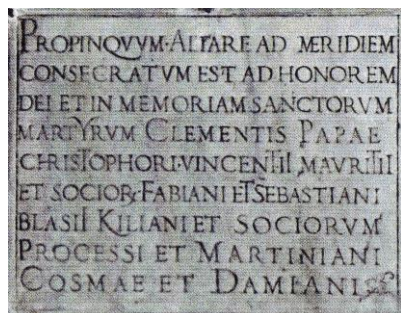 PROPINQVVM·ALTARE AD MERIDIEM
CONSECRATVM EST AD HONOREM
DEI ET IN MEMORIAM SANCTORVM
MARTYRVM CLEMENTIS PAPAE
CHRISTOPHORI·VINCENTII, MAVRITII
ET SOCIOR·FABIANI ET SEBASTIANI
BLASII KILIANI ET SOCIORVM
PROCESSI ET MARTINIANI
COSMAE ET DAMIANI